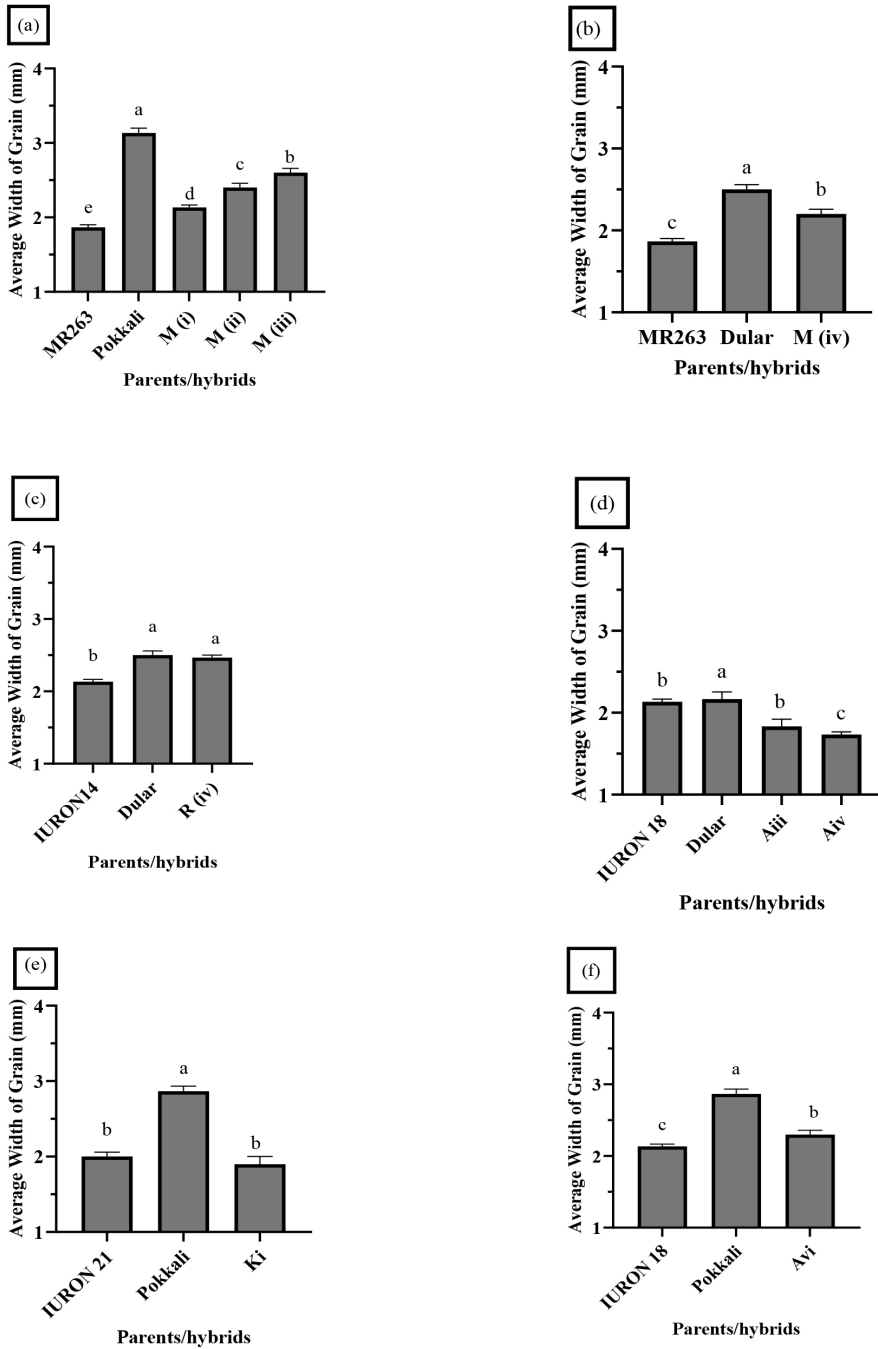 (a)
Average Width of Grain (mm)
4
3
2
1
e
a
d
c
b
MR263
Pokkali
M (i)
M (ii)
M (iii)
Parents/hybrids
(b)
Average Width of Grain (mm)
4
3
2
1
c
a
b
MR263
Dular
M (iv)
Parents/hybrids
(c)
Average Width of Grain (mm)
4
3
2
1
b
a
a
IURON14
Dular
R (iv)
Parents/hybrids
(d)
Average Width of Grain (mm)
4
3
2
1
b
a
b
c
IURON 18
Dular
Aiii
Aiv
Parents/hybrids
(e)
Average Width of Grain (mm)
4
3
2
1
b
a
b
IURON 21
Pokkali
Ki
Parents/hybrids
(f)
Average Width of Grain (mm)
4
3
2
1
c
a
b
IURON 18
Pokkali
Avi
Parents/hybrids